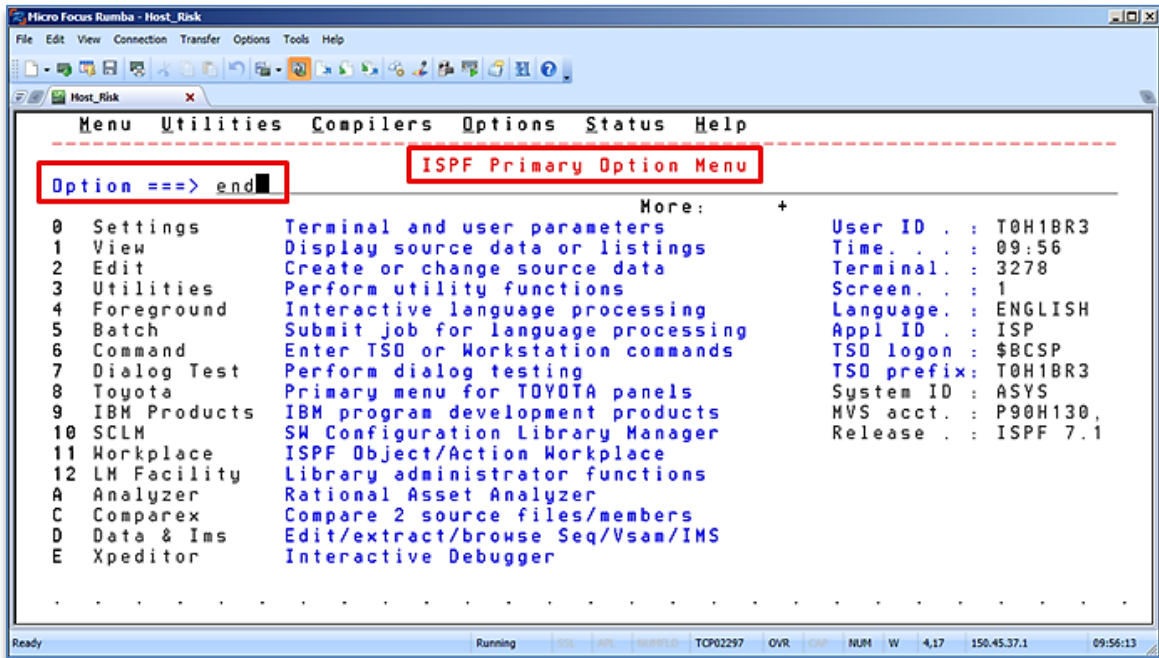 Micro Focus Rumba - Host_Risk
File Edit View Connection Transfer Options Tools Help
Host_Risk
Menu Utilities Compilers Options Status Help
ISPF Primary Option Menu
Option ===> end
More: +
0 Settings Terminal and user parameters User ID . : T0H1BR3
1 View Display source data or listings Time. . . : 09:56
2 Edit Create or change source data Terminal. : 3278
3 Utilities Perform utility functions Screen. . : 1
4 Foreground Interactive language processing Language. : ENGLISH
5 Batch Submit job for language processing Appl ID . : ISP
6 Command Enter TSO or Workstation commands TSO logon : $BCSP
7 Dialog Test Perform dialog testing TSO prefix: T0H1BR3
8 Toyota Primary menu for TOYOTA panels System ID : ASYS
9 IBM Products IBM program development products MVS acct. : P90H130,
10 SCLM SW Configuration Library Manager Release . : ISPF 7.1
11 Workplace ISPF Object/Action Workplace
12 LM Facility Library administrator functions
A Analyzer Rational Asset Analyzer
C Comparex Compare 2 source files/members
D Data & Ims Edit/extract/browse Seq/Vsam/IMS
E Xpeditor Interactive Debugger
. . . . . . . . . . . . . . . . . . . . . . . . . . .
Ready Running SSL APL NUMFLD TCP02297 OVR CAP NUM W 4,17 150.45.37.1 09:56:13